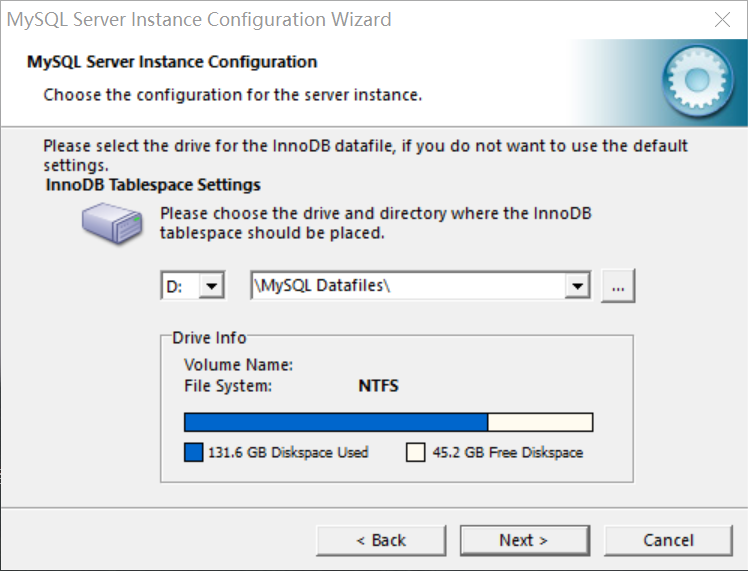 MySQL Server Instance Configuration Wizard
MySQL Server Instance Configuration
Choose the configuration for the server instance.
Please select the drive for the InnoDB datafile, if you do not want to use the default
settings.
InnoDB Tablespace Settings
Please choose the drive and directory where the InnoDB
tablespace should be placed.
D: \MySQL Datafiles\ ...
Drive Info
Volume Name:
File System: NTFS
131.6 GB Diskspace Used 45.2 GB Free Diskspace
< Back Next > Cancel